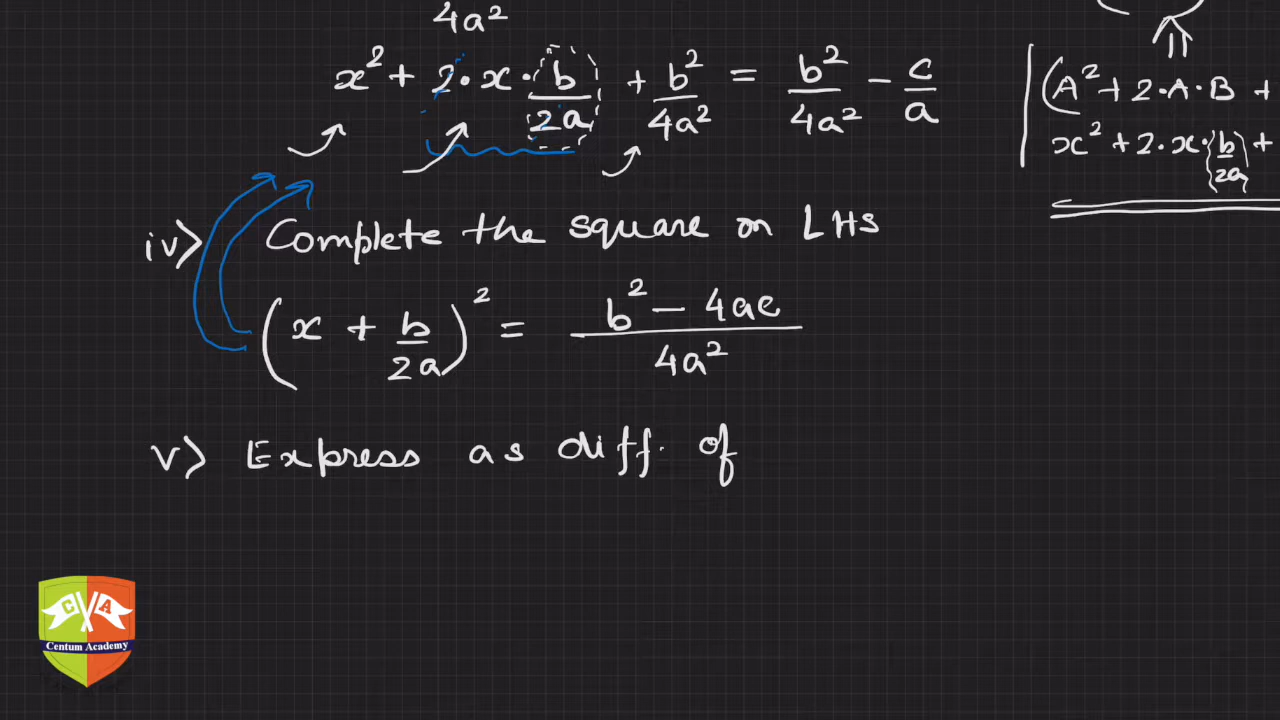 4a²
x² + 2·x·b/2a + b²/4a² = b²/4a² − c/a
(A² + 2·A·B +
x² + 2·x·b/2a +
iv) Complete the square on LHS
(x + b/2a)² = b² − 4ac/4a²
v) Express as diff. of
C A
Centum Academy